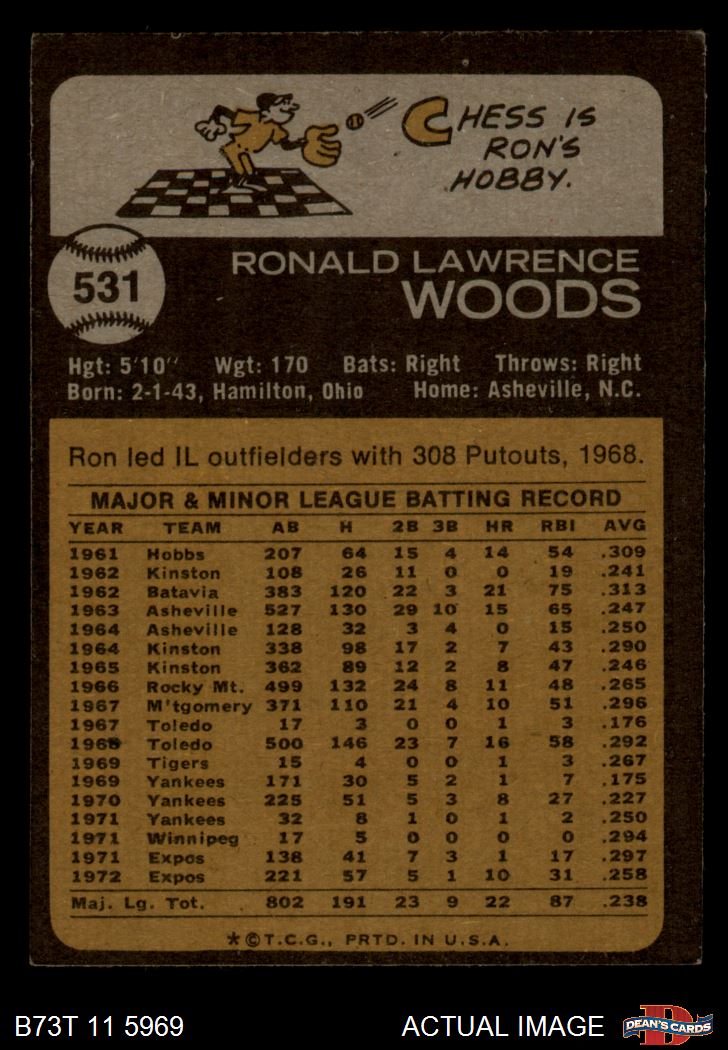 CHESS IS
RON'S
HOBBY.
531
RONALD LAWRENCE
WOODS
Hgt: 5'10" Wgt: 170 Bats: Right Throws: Right
Born: 2-1-43, Hamilton, Ohio Home: Asheville, N.C.
Ron led IL outfielders with 308 Putouts, 1968.
MAJOR & MINOR LEAGUE BATTING RECORD
YEAR TEAM AB H 2B 3B HR RBI AVG
1961 Hobbs 207 64 15 4 14 54 .309
1962 Kinston 108 26 11 0 0 19 .241
1962 Batavia 383 120 22 3 21 75 .313
1963 Asheville 527 130 29 10 15 65 .247
1964 Asheville 128 32 3 4 0 15 .250
1964 Kinston 338 98 17 2 7 43 .290
1965 Kinston 362 89 12 2 8 47 .246
1966 Rocky Mt. 499 132 24 8 11 48 .265
1967 M'tgomery 371 110 21 4 10 51 .296
1967 Toledo 17 3 0 0 1 3 .176
1968 Toledo 500 146 23 7 16 58 .292
1969 Tigers 15 4 0 0 1 3 .267
1969 Yankees 171 30 5 2 1 7 .175
1970 Yankees 225 51 5 3 8 27 .227
1971 Yankees 32 8 1 0 1 2 .250
1971 Winnipeg 17 5 0 0 0 0 .294
1971 Expos 138 41 7 3 1 17 .297
1972 Expos 221 57 5 1 10 31 .258
Maj. Lg. Tot. 802 191 23 9 22 87 .238
*©T.C.G., PRTD. IN U.S.A.
B73T 11 5969 ACTUAL IMAGE DEAN'S CARDS